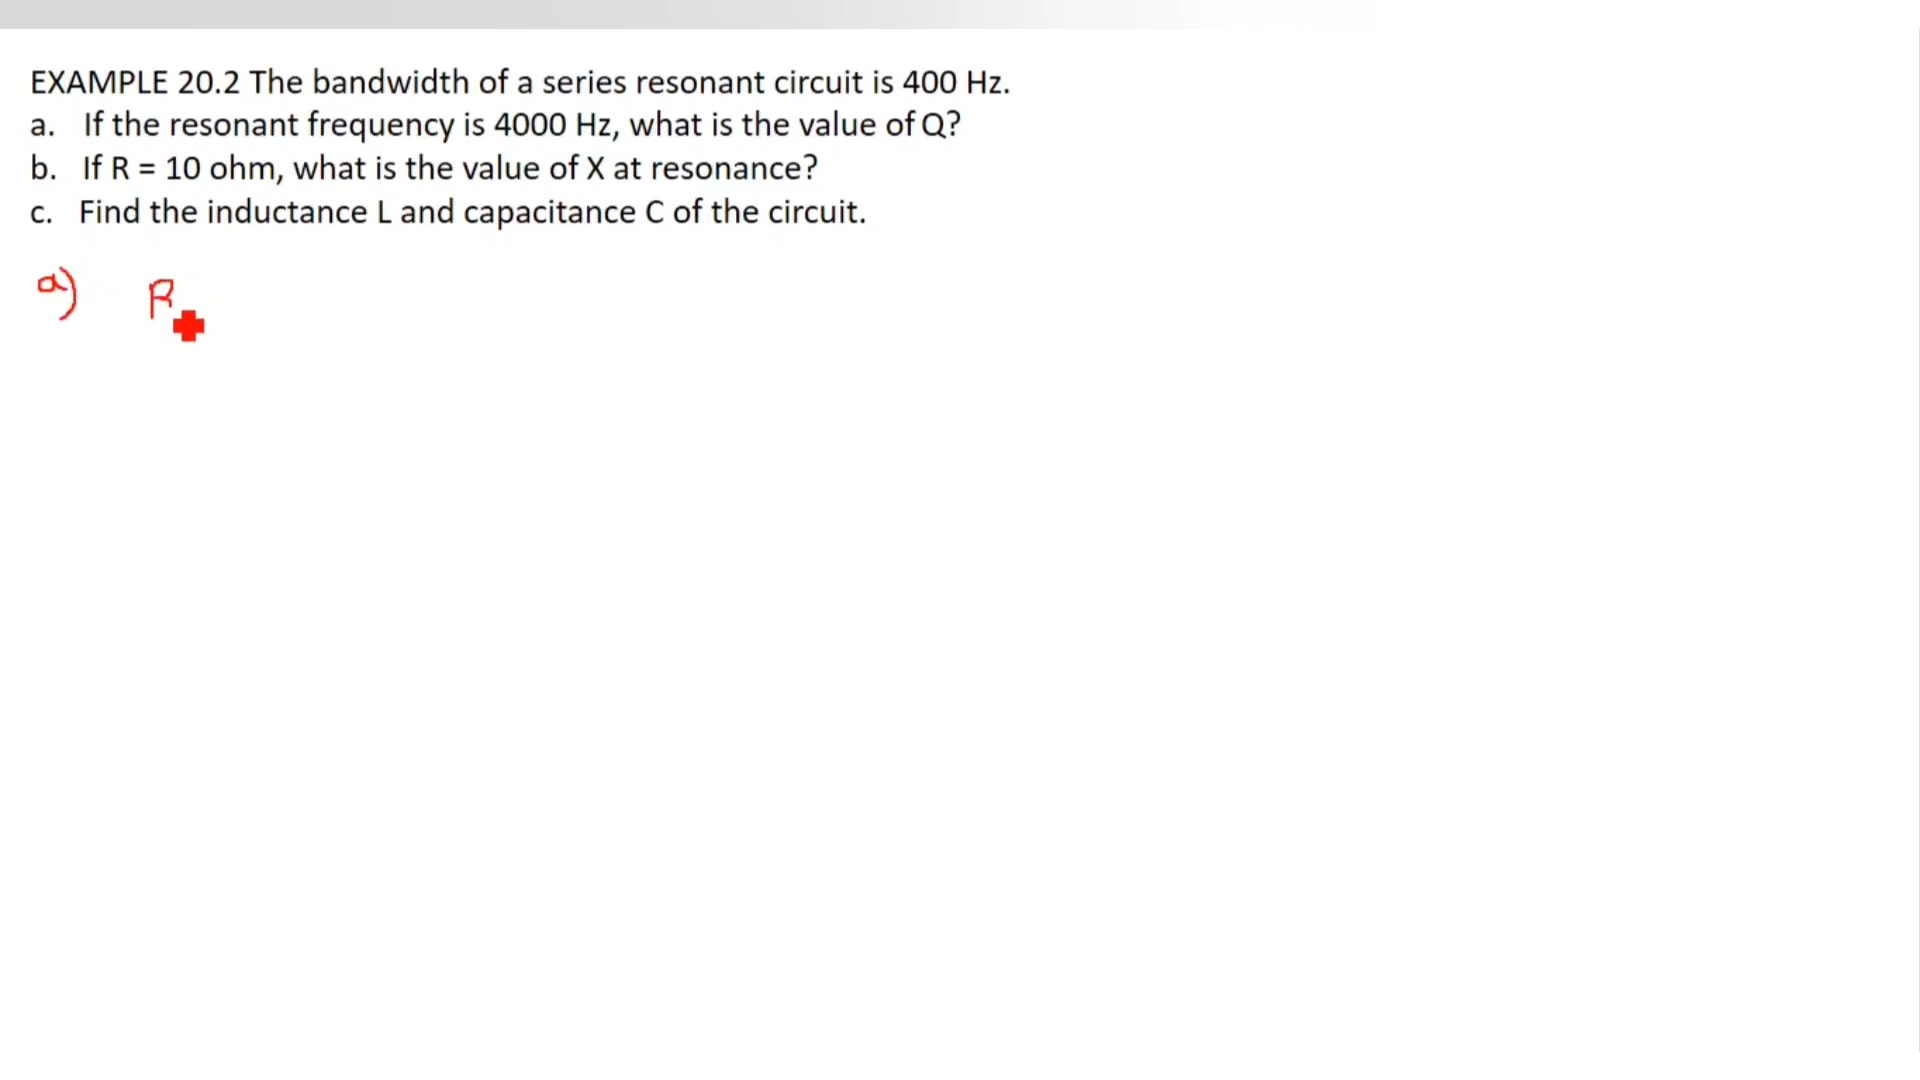 EXAMPLE 20.2 The bandwidth of a series resonant circuit is 400 Hz.
a. If the resonant frequency is 4000 Hz, what is the value of Q?
b. If R = 10 ohm, what is the value of X at resonance?
c. Find the inductance L and capacitance C of the circuit.
a) R